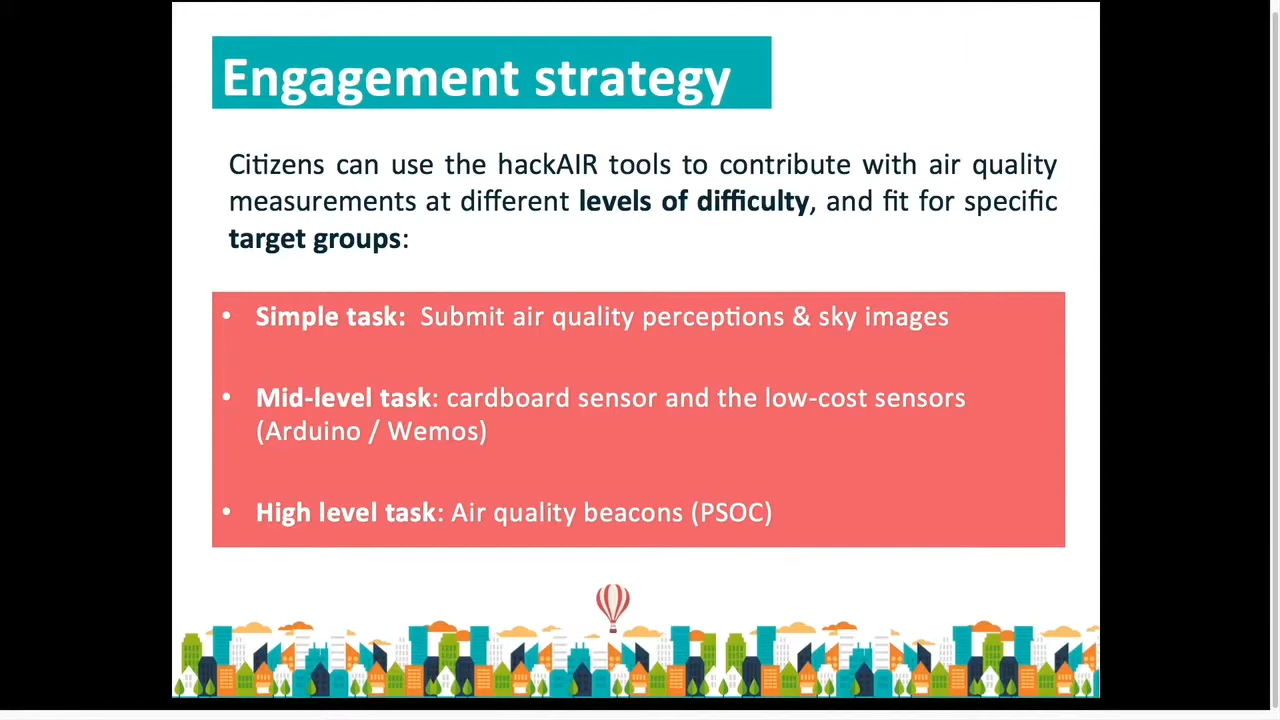 Engagement strategy
Citizens can use the hackAIR tools to contribute with air quality
measurements at different levels of difficulty, and fit for specific
target groups:
• Simple task:  Submit air quality perceptions & sky images
• Mid-level task: cardboard sensor and the low-cost sensors
(Arduino / Wemos)
• High level task: Air quality beacons (PSOC)